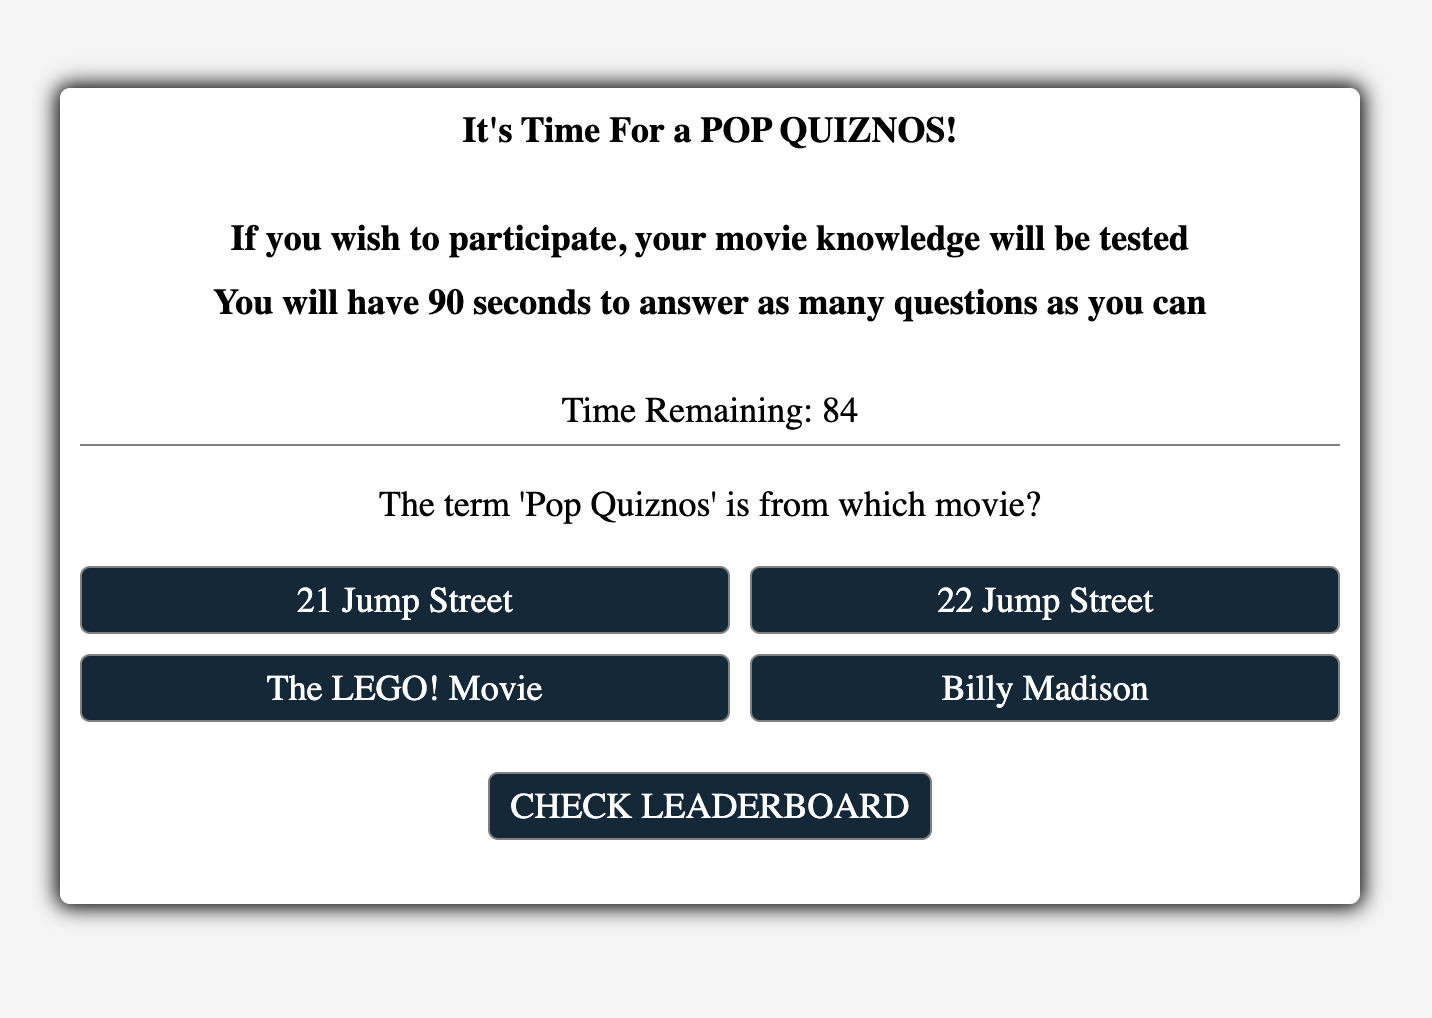 It's Time For a POP QUIZNOS!
If you wish to participate, your movie knowledge will be tested
You will have 90 seconds to answer as many questions as you can
Time Remaining: 84
The term 'Pop Quiznos' is from which movie?
21 Jump Street
22 Jump Street
The LEGO! Movie
Billy Madison
CHECK LEADERBOARD